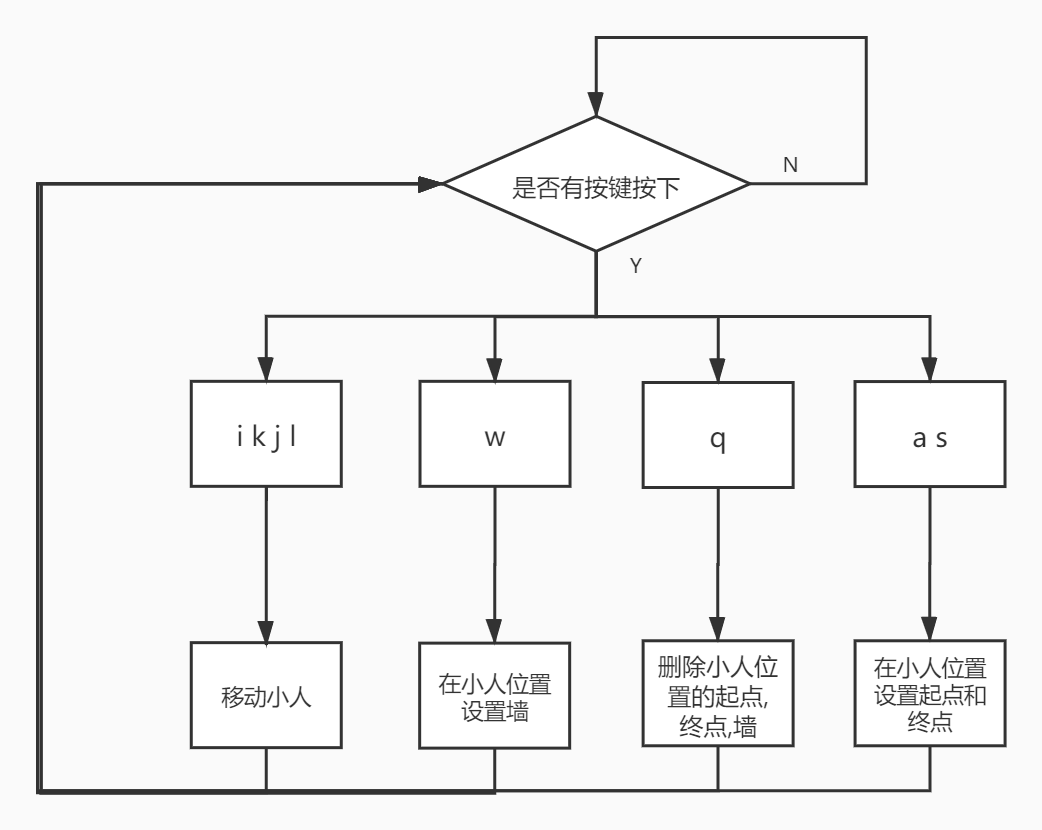 是否有按键按下
N
Y
i k j l
w
q
a s
移动小人
在小人位置
设置墙
删除小人位
置的起点,
终点,墙
在小人位置
设置起点和
终点